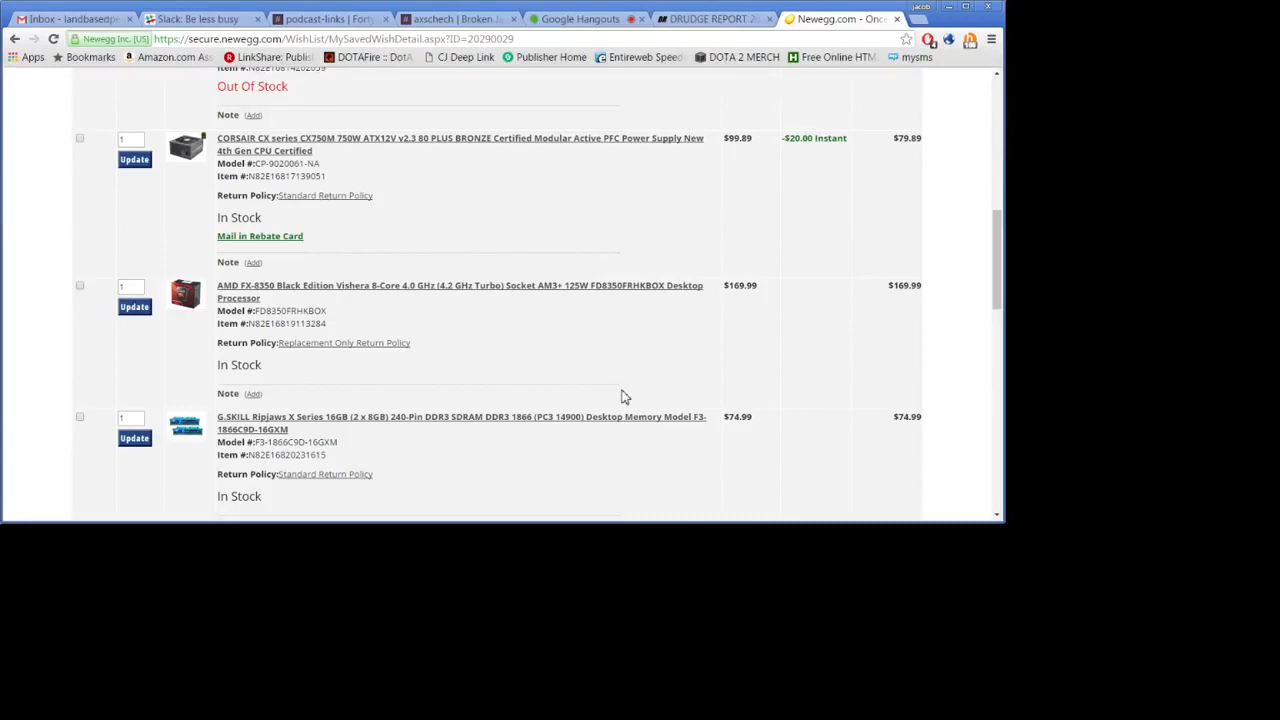 jacob
Inbox - landbasedpe
Slack: Be less busy
podcast-links | Forty
axschech | Broken Ja
Google Hangouts
DRUDGE REPORT 20
Newegg.com - Once
Newegg Inc. [US]
https://secure.newegg.com/WishList/MySavedWishDetail.aspx?ID=20290029
Apps
Bookmarks
Amazon.com Ass
LinkShare: Publis
DOTAFire :: DotA
CJ Deep Link
Publisher Home
Entireweb Speed
DOTA 2 MERCH
Free Online HTM
mysms
Item #:N82E16814202059
Out Of Stock
Note (Add)
1
Update
CORSAIR CX series CX750M 750W ATX12V v2.3 80 PLUS BRONZE Certified Modular Active PFC Power Supply New
4th Gen CPU Certified
$99.89
-$20.00 Instant
$79.89
Model #:CP-9020061-NA
Item #:N82E16817139051
Return Policy:Standard Return Policy
In Stock
Mail in Rebate Card
Note (Add)
1
Update
AMD FX-8350 Black Edition Vishera 8-Core 4.0 GHz (4.2 GHz Turbo) Socket AM3+ 125W FD8350FRHKBOX Desktop
Processor
$169.99
$169.99
Model #:FD8350FRHKBOX
Item #:N82E16819113284
Return Policy:Replacement Only Return Policy
In Stock
Note (Add)
1
Update
G.SKILL Ripjaws X Series 16GB (2 x 8GB) 240-Pin DDR3 SDRAM DDR3 1866 (PC3 14900) Desktop Memory Model F3-
1866C9D-16GXM
$74.99
$74.99
Model #:F3-1866C9D-16GXM
Item #:N82E16820231615
Return Policy:Standard Return Policy
In Stock